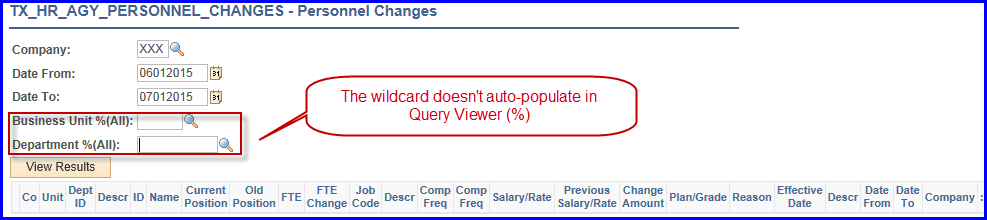 TX_HR_AGY_PERSONNEL_CHANGES - Personnel Changes
Company: XXX
Date From: 06012015 31
Date To: 07012015 31
Business Unit %(All):
Department %(All):
The wildcard doesn't auto-populate in
Query Viewer (%)
View Results
Co Unit Dept ID Descr ID Name Current Position Old Position FTE FTE Change Job Code Descr Comp Freq Comp Freq Salary/Rate Previous Salary/Rate Change Amount Plan/Grade Reason Effective Date Descr Date From Date To Company